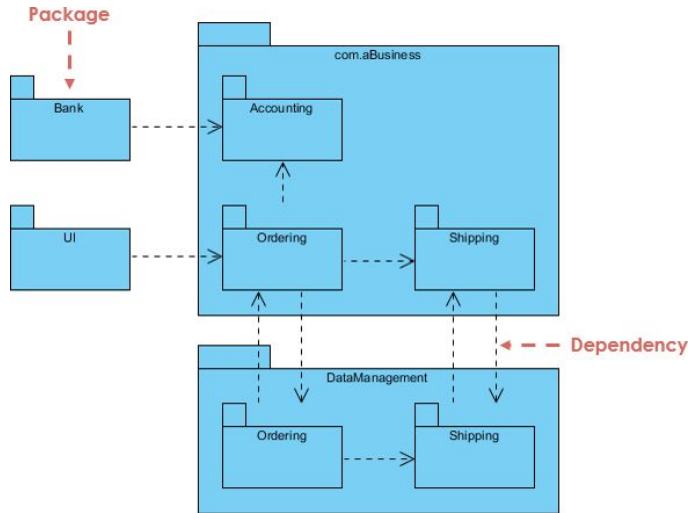 Package
com.aBusiness
Bank
Accounting
UI
Ordering
Shipping
Dependency
DataManagement
Ordering
Shipping